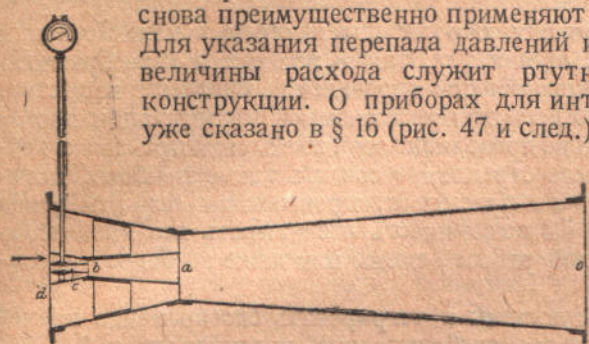 снова преимущественно применяют
Для указания перепада давлений и
величины расхода служит ртутн
конструкции. О приборах для инт
уже сказано в § 16 (рис. 47 и след.)
b a o
d c